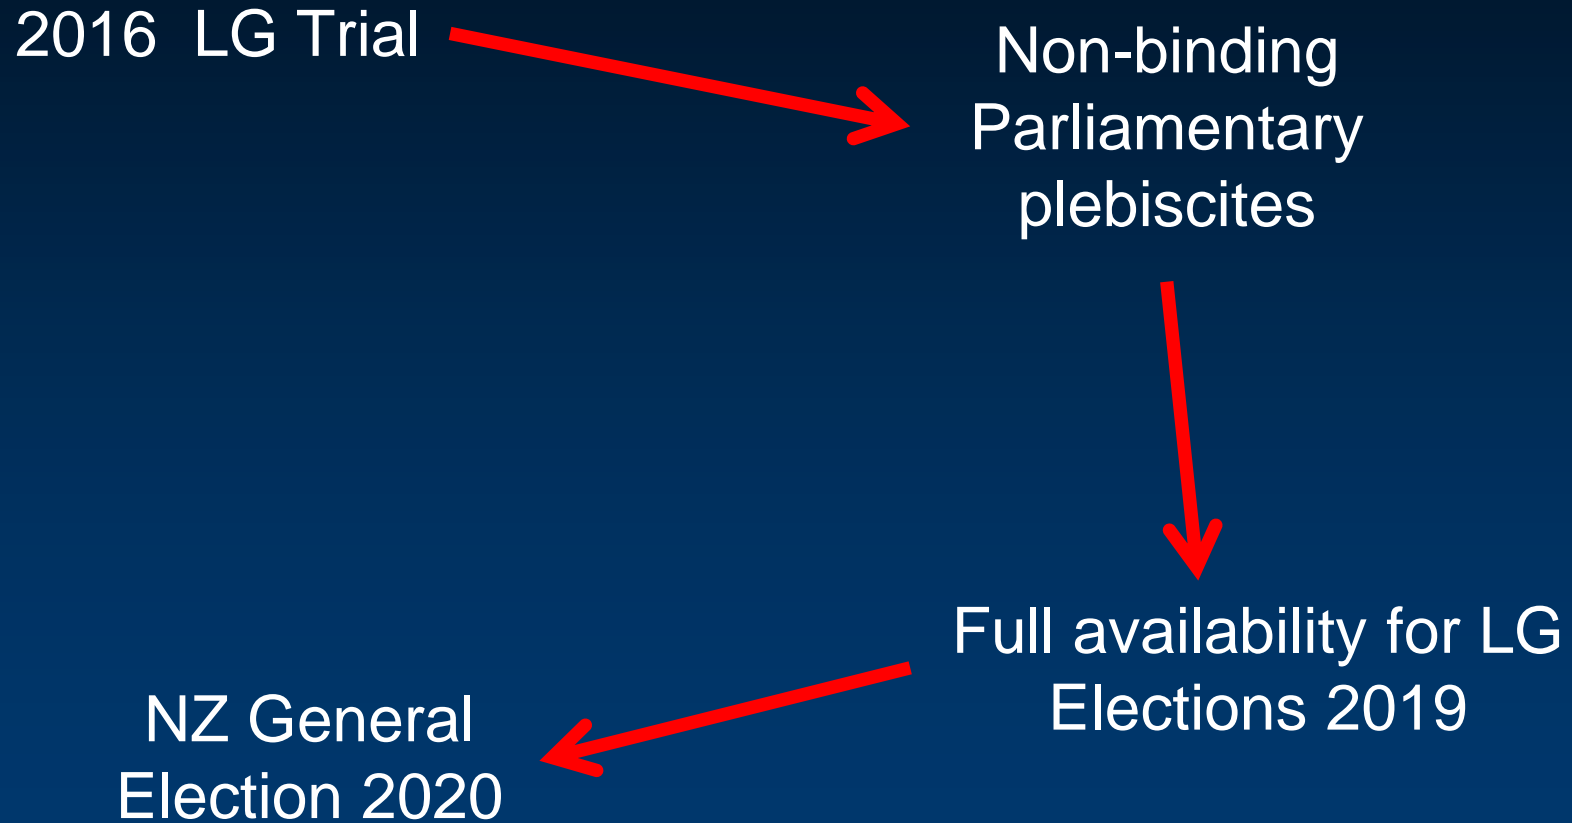 2016 LG Trial
Non-binding
Parliamentary
plebiscites
Full availability for LG
Elections 2019
NZ General
Election 2020